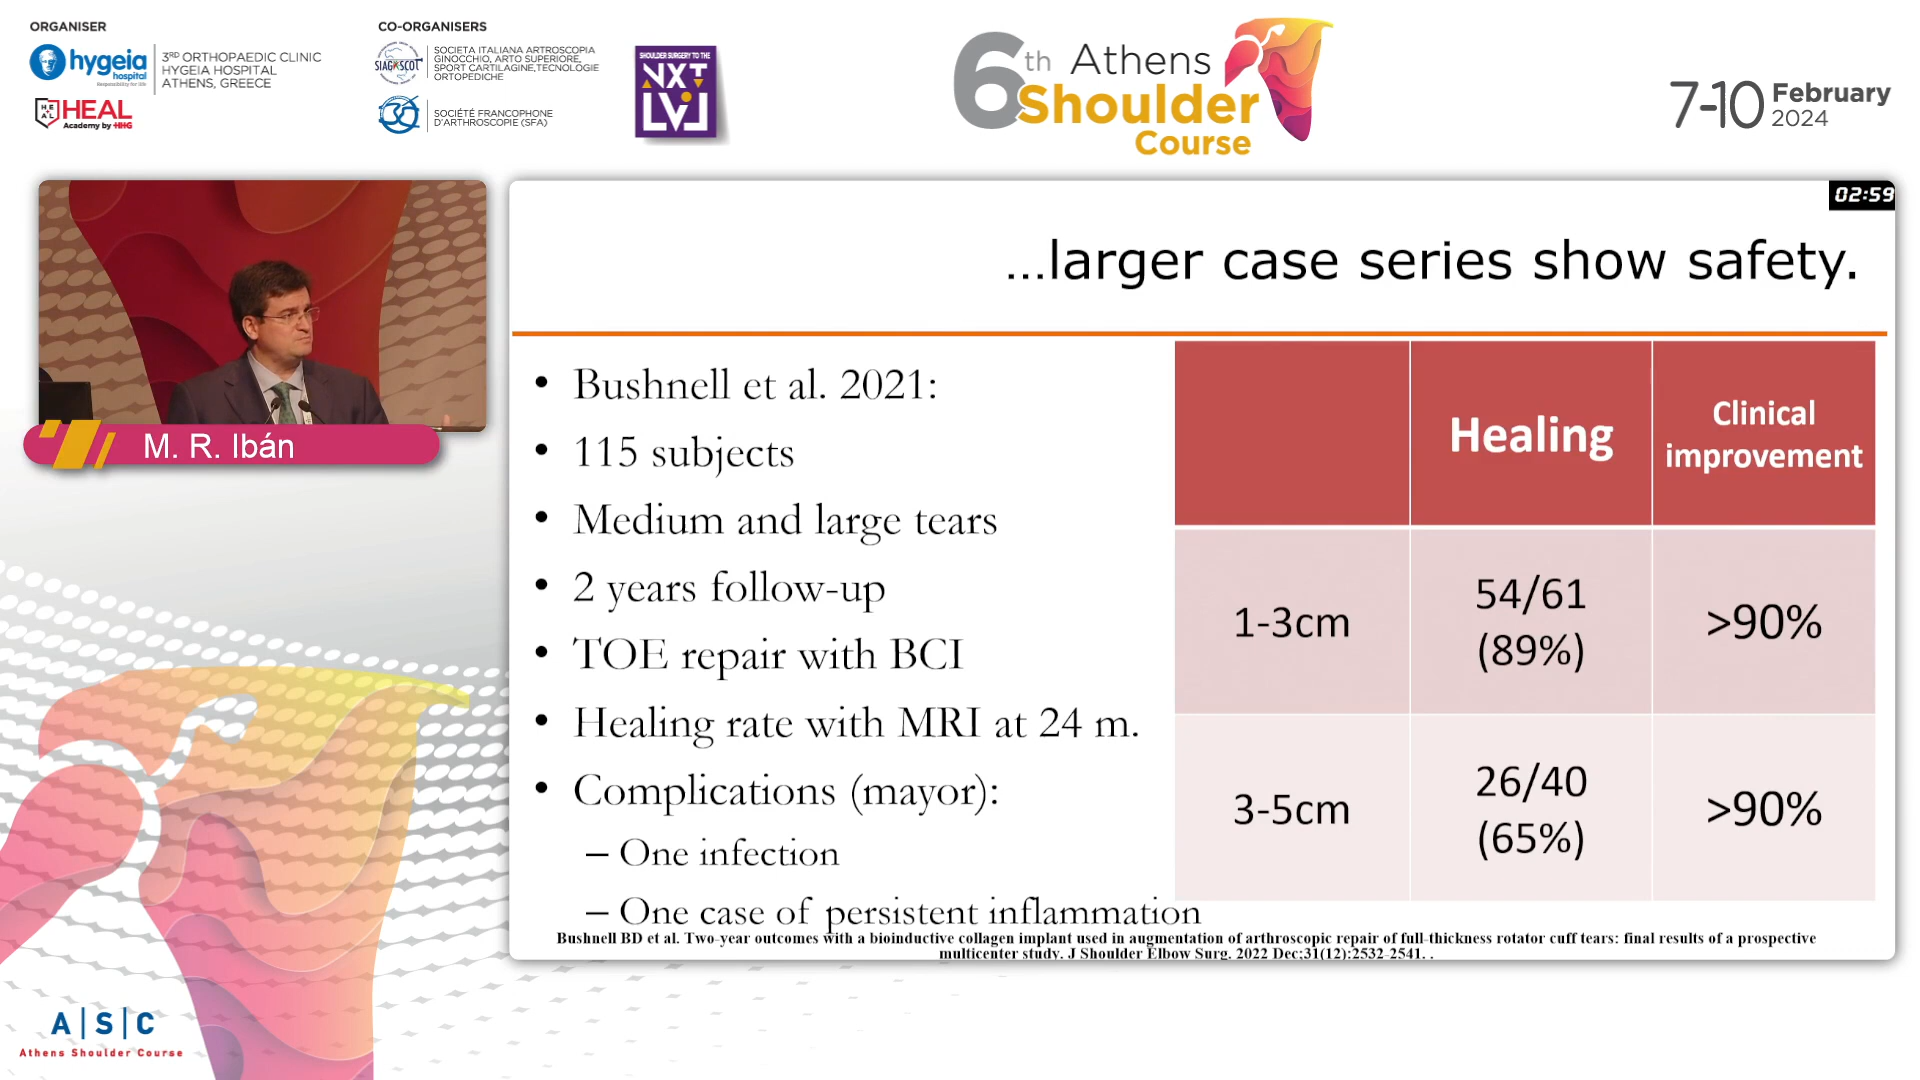 ORGANISER
hygeia
hospital
Responsibility for life
3RD ORTHOPAEDIC CLINIC
HYGEIA HOSPITAL
ATHENS, GREECE
HEAL
HEAL
Academy by HHG
CO-ORGANISERS
SIAGASCOT
SOCIETA ITALIANA ARTROSCOPIA
GINOCCHIO, ARTO SUPERIORE,
SPORT CARTILAGINE,TECNOLOGIE
ORTOPEDICHE
SOCIÉTÉ FRANCOPHONE
D'ARTHROSCOPIE (SFA)
SHOULDER SURGERY TO THE
NXT
LVL
6th Athens
Shoulder
Course
7-10 February
2024
M. R. Ibán
02:59
...larger case series show safety.
• Bushnell et al. 2021:
• 115 subjects
• Medium and large tears
• 2 years follow-up
• TOE repair with BCI
• Healing rate with MRI at 24 m.
• Complications (mayor):
– One infection
– One case of persistent inflammation
Healing
Clinical
improvement
1-3cm
54/61
(89%)
>90%
3-5cm
26/40
(65%)
>90%
Bushnell BD et al. Two-year outcomes with a bioinductive collagen implant used in augmentation of arthroscopic repair of full-thickness rotator cuff tears: final results of a prospective
multicenter study. J Shoulder Elbow Surg. 2022 Dec;31(12):2532-2541. .
A|S|C
Athens Shoulder Course